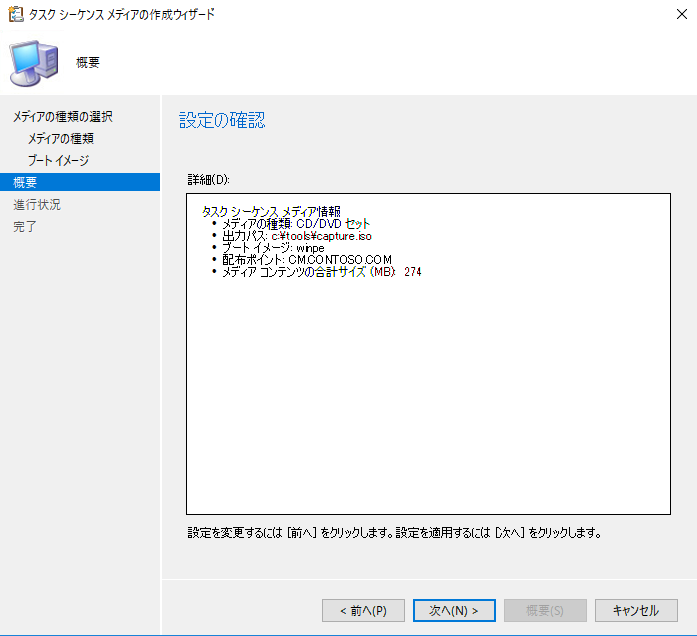 タスク シーケンス メディアの作成ウィザード
概要
メディアの種類の選択
メディアの種類
ブート イメージ
概要
進行状況
完了
設定の確認
詳細(D):
タスク シーケンス メディア情報
• メディアの種類: CD/DVD セット
• 出力パス: c:¥tools¥capture.iso
• ブート イメージ: winpe
• 配布ポイント: CM.CONTOSO.COM
• メディア コンテンツの合計サイズ (MB): 274
設定を変更するには [前へ] をクリックします。設定を適用するには [次へ] をクリックします。
< 前へ(P)
次へ(N) >
概要(S)
キャンセル